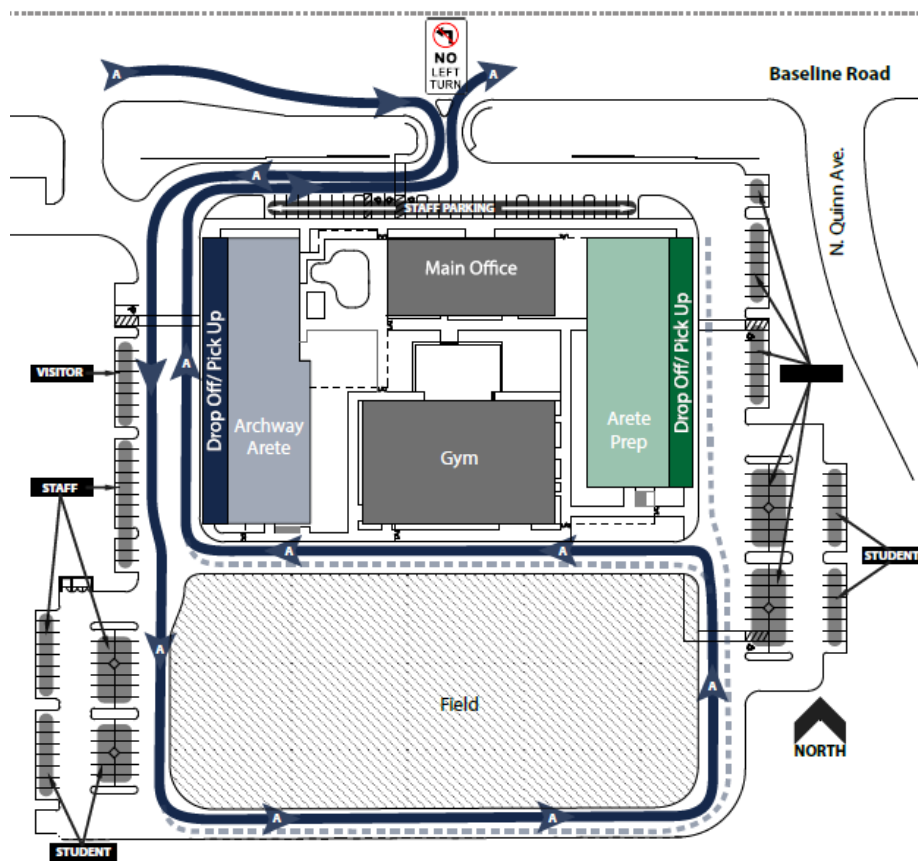 NO
LEFT
TURN
A
A
Baseline Road
A
STAFF PARKING
N. Quinn Ave.
Main Office
Drop Off/ Pick Up
Drop Off/ Pick Up
VISITOR
A
Archway
Arete
Arete
Prep
Gym
STAFF
A
A
STUDENT
A
A
Field
NORTH
A
A
STUDENT